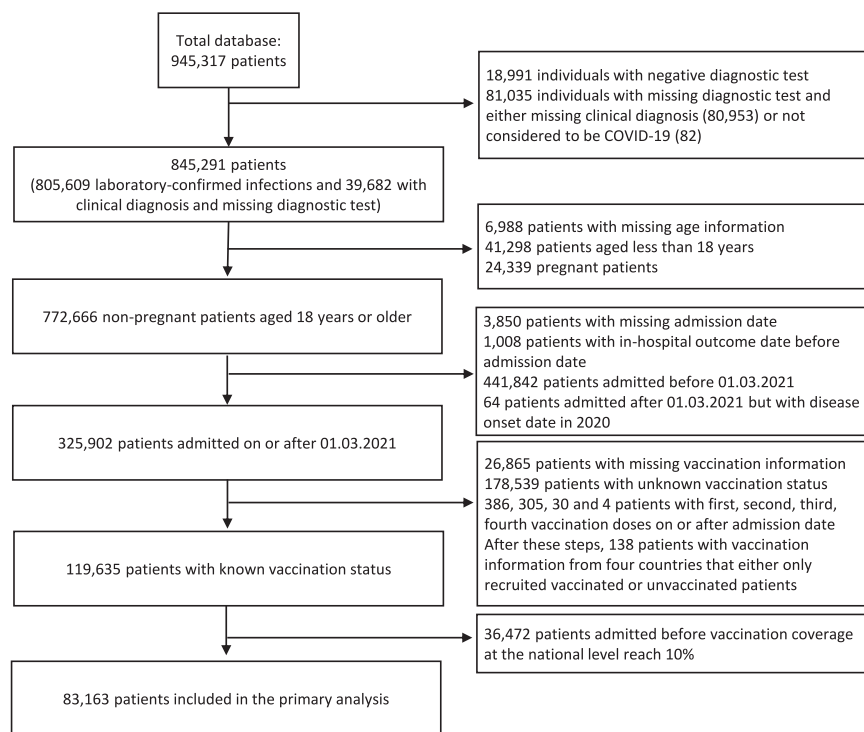 Total database:
945,317 patients
18,991 individuals with negative diagnostic test
81,035 individuals with missing diagnostic test and
either missing clinical diagnosis (80,953) or not
considered to be COVID-19 (82)
845,291 patients
(805,609 laboratory-confirmed infections and 39,682 with
clinical diagnosis and missing diagnostic test)
6,988 patients with missing age information
41,298 patients aged less than 18 years
24,339 pregnant patients
772,666 non-pregnant patients aged 18 years or older
3,850 patients with missing admission date
1,008 patients with in-hospital outcome date before
admission date
441,842 patients admitted before 01.03.2021
64 patients admitted after 01.03.2021 but with disease
onset date in 2020
325,902 patients admitted on or after 01.03.2021
26,865 patients with missing vaccination information
178,539 patients with unknown vaccination status
386, 305, 30 and 4 patients with first, second, third,
fourth vaccination doses on or after admission date
After these steps, 138 patients with vaccination
information from four countries that either only
recruited vaccinated or unvaccinated patients
119,635 patients with known vaccination status
36,472 patients admitted before vaccination coverage
at the national level reach 10%
83,163 patients included in the primary analysis